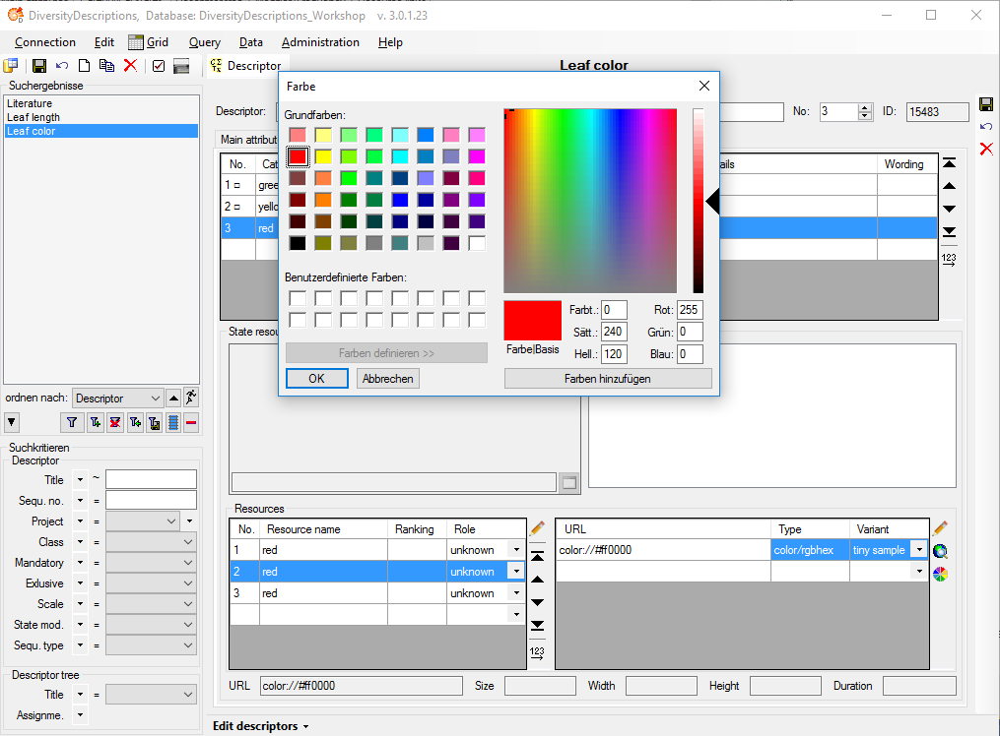 DiversityDescriptions, Database: DiversityDescriptions_Workshop v. 3.0.1.23
Connection Edit Grid Query Data Administration Help
Descriptor Leaf color
Suchergebnisse
Literature
Leaf length
Leaf color
Descriptor: No: 3 ID: 15483
Main attribut
No. Cat ails Wording
1 gree
2 yello
3 red
123
State resou
Farbe
Grundfarben:
Benutzerdefinierte Farben:
Farben definieren >>
OK Abbrechen
Farbe|Basis
Farbt.: 0 Rot: 255
Sätt.: 240 Grün: 0
Hell.: 120 Blau: 0
Farben hinzufügen
ordnen nach: Descriptor
Suchkritieren
Descriptor
Title ~
Sequ. no. =
Project =
Class =
Mandatory =
Exlusive =
Scale =
State mod. =
Sequ. type =
Descriptor tree
Title =
Assignme.
Resources
No. Resource name Ranking Role
1 red unknown
2 red unknown
3 red unknown
123
URL Type Variant
color://#ff0000 color/rgbhex tiny sample
URL color://#ff0000 Size Width Height Duration
Edit descriptors